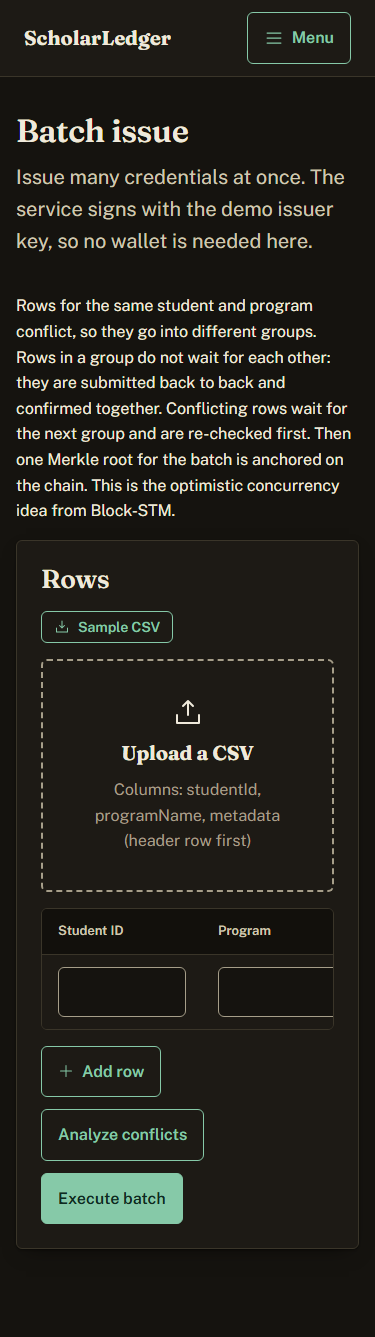 ScholarLedger
Menu
Batch issue
Issue many credentials at once. The
service signs with the demo issuer
key, so no wallet is needed here.
Rows for the same student and program
conflict, so they go into different groups.
Rows in a group do not wait for each other:
they are submitted back to back and
confirmed together. Conflicting rows wait for
the next group and are re-checked first. Then
one Merkle root for the batch is anchored on
the chain. This is the optimistic concurrency
idea from Block-STM.
Rows
Sample CSV
Upload a CSV
Columns: studentId,
programName, metadata
(header row first)
Student ID Program
Add row
Analyze conflicts
Execute batch